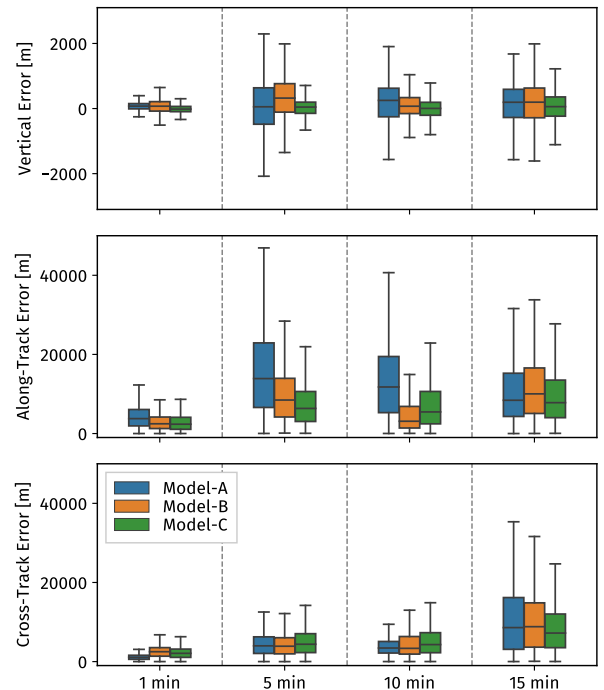 Vertical Error [m]
2000
0
−2000
Along-Track Error [m]
40000
20000
0
Cross-Track Error [m]
40000
20000
0
Model-A
Model-B
Model-C
1 min
5 min
10 min
15 min